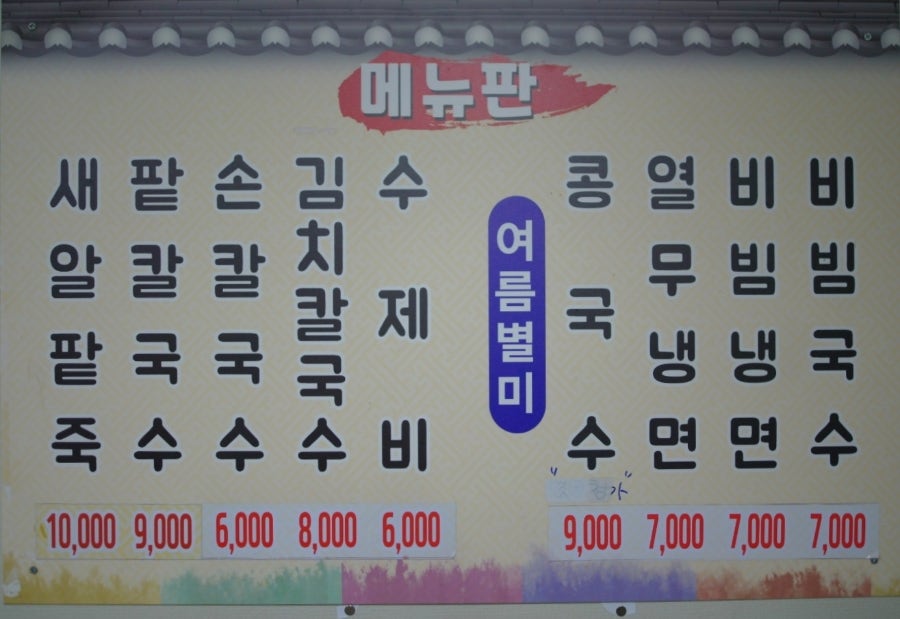 메뉴판
새알팥죽
팥칼국수
손칼국수
김치칼국수
수제비
여름별미
콩국수
열무냉면
비빔냉면
비빔국수
10,000
9,000
6,000
8,000
6,000
9,000
7,000
7,000
7,000